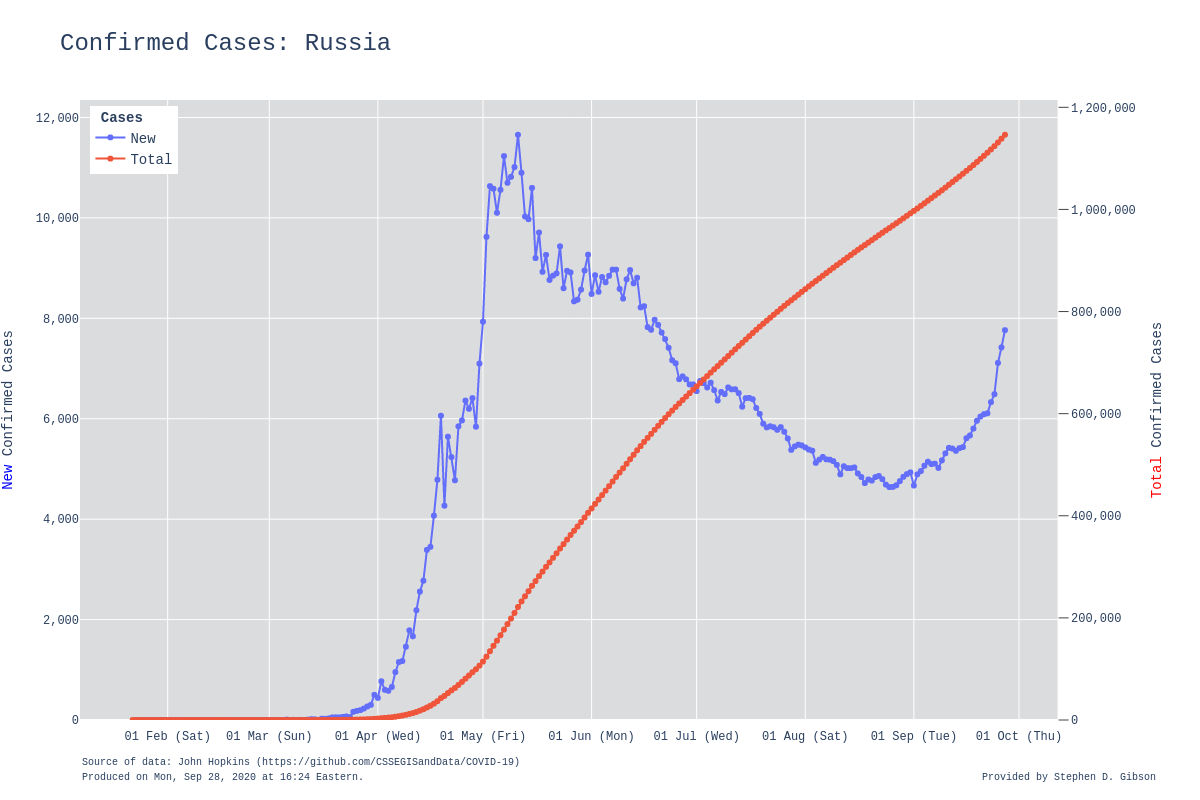 Confirmed Cases: Russia
Cases
New
Total
12,000
10,000
8,000
6,000
4,000
2,000
0
1,200,000
1,000,000
800,000
600,000
400,000
200,000
0
New Confirmed Cases
Total Confirmed Cases
01 Feb (Sat) 01 Mar (Sun) 01 Apr (Wed) 01 May (Fri) 01 Jun (Mon) 01 Jul (Wed) 01 Aug (Sat) 01 Sep (Tue) 01 Oct (Thu)
Source of data: John Hopkins (https://github.com/CSSEGISandData/COVID-19)
Produced on Mon, Sep 28, 2020 at 16:24 Eastern.
Provided by Stephen D. Gibson